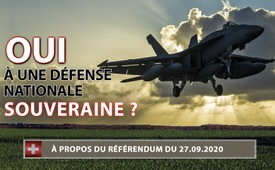 OUI
À UNE DÉFENSE
NATIONALE
SOUVERAINE ?
À PROPOS DU RÉFÉRENDUM DU 27.09.2020